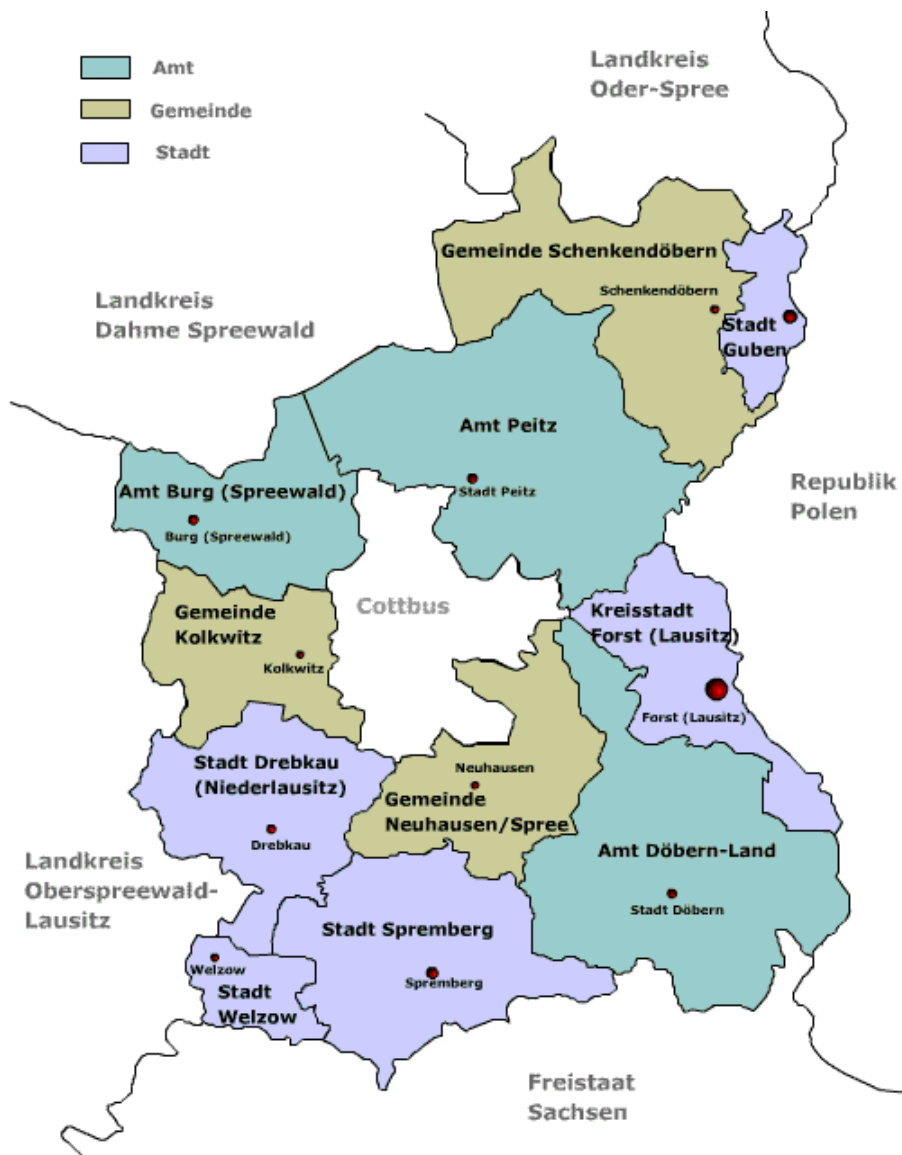 Amt
Gemeinde
Stadt
Landkreis
Oder-Spree
Gemeinde Schenkendöbern
Schenkendöbern
Stadt
Guben
Landkreis
Dahme Spreewald
Amt Peitz
Stadt Peitz
Republik
Polen
Amt Burg (Spreewald)
Burg (Spreewald)
Cottbus
Kreisstadt
Forst (Lausitz)
Forst (Lausitz)
Gemeinde
Kolkwitz
Kolkwitz
Stadt Drebkau
(Niederlausitz)
Drebkau
Neuhausen
Gemeinde
Neuhausen/Spree
Amt Döbern-Land
Stadt Döbern
Landkreis
Oberspreewald-
Lausitz
Stadt Spremberg
Spremberg
Welzow
Stadt
Welzow
Freistaat
Sachsen